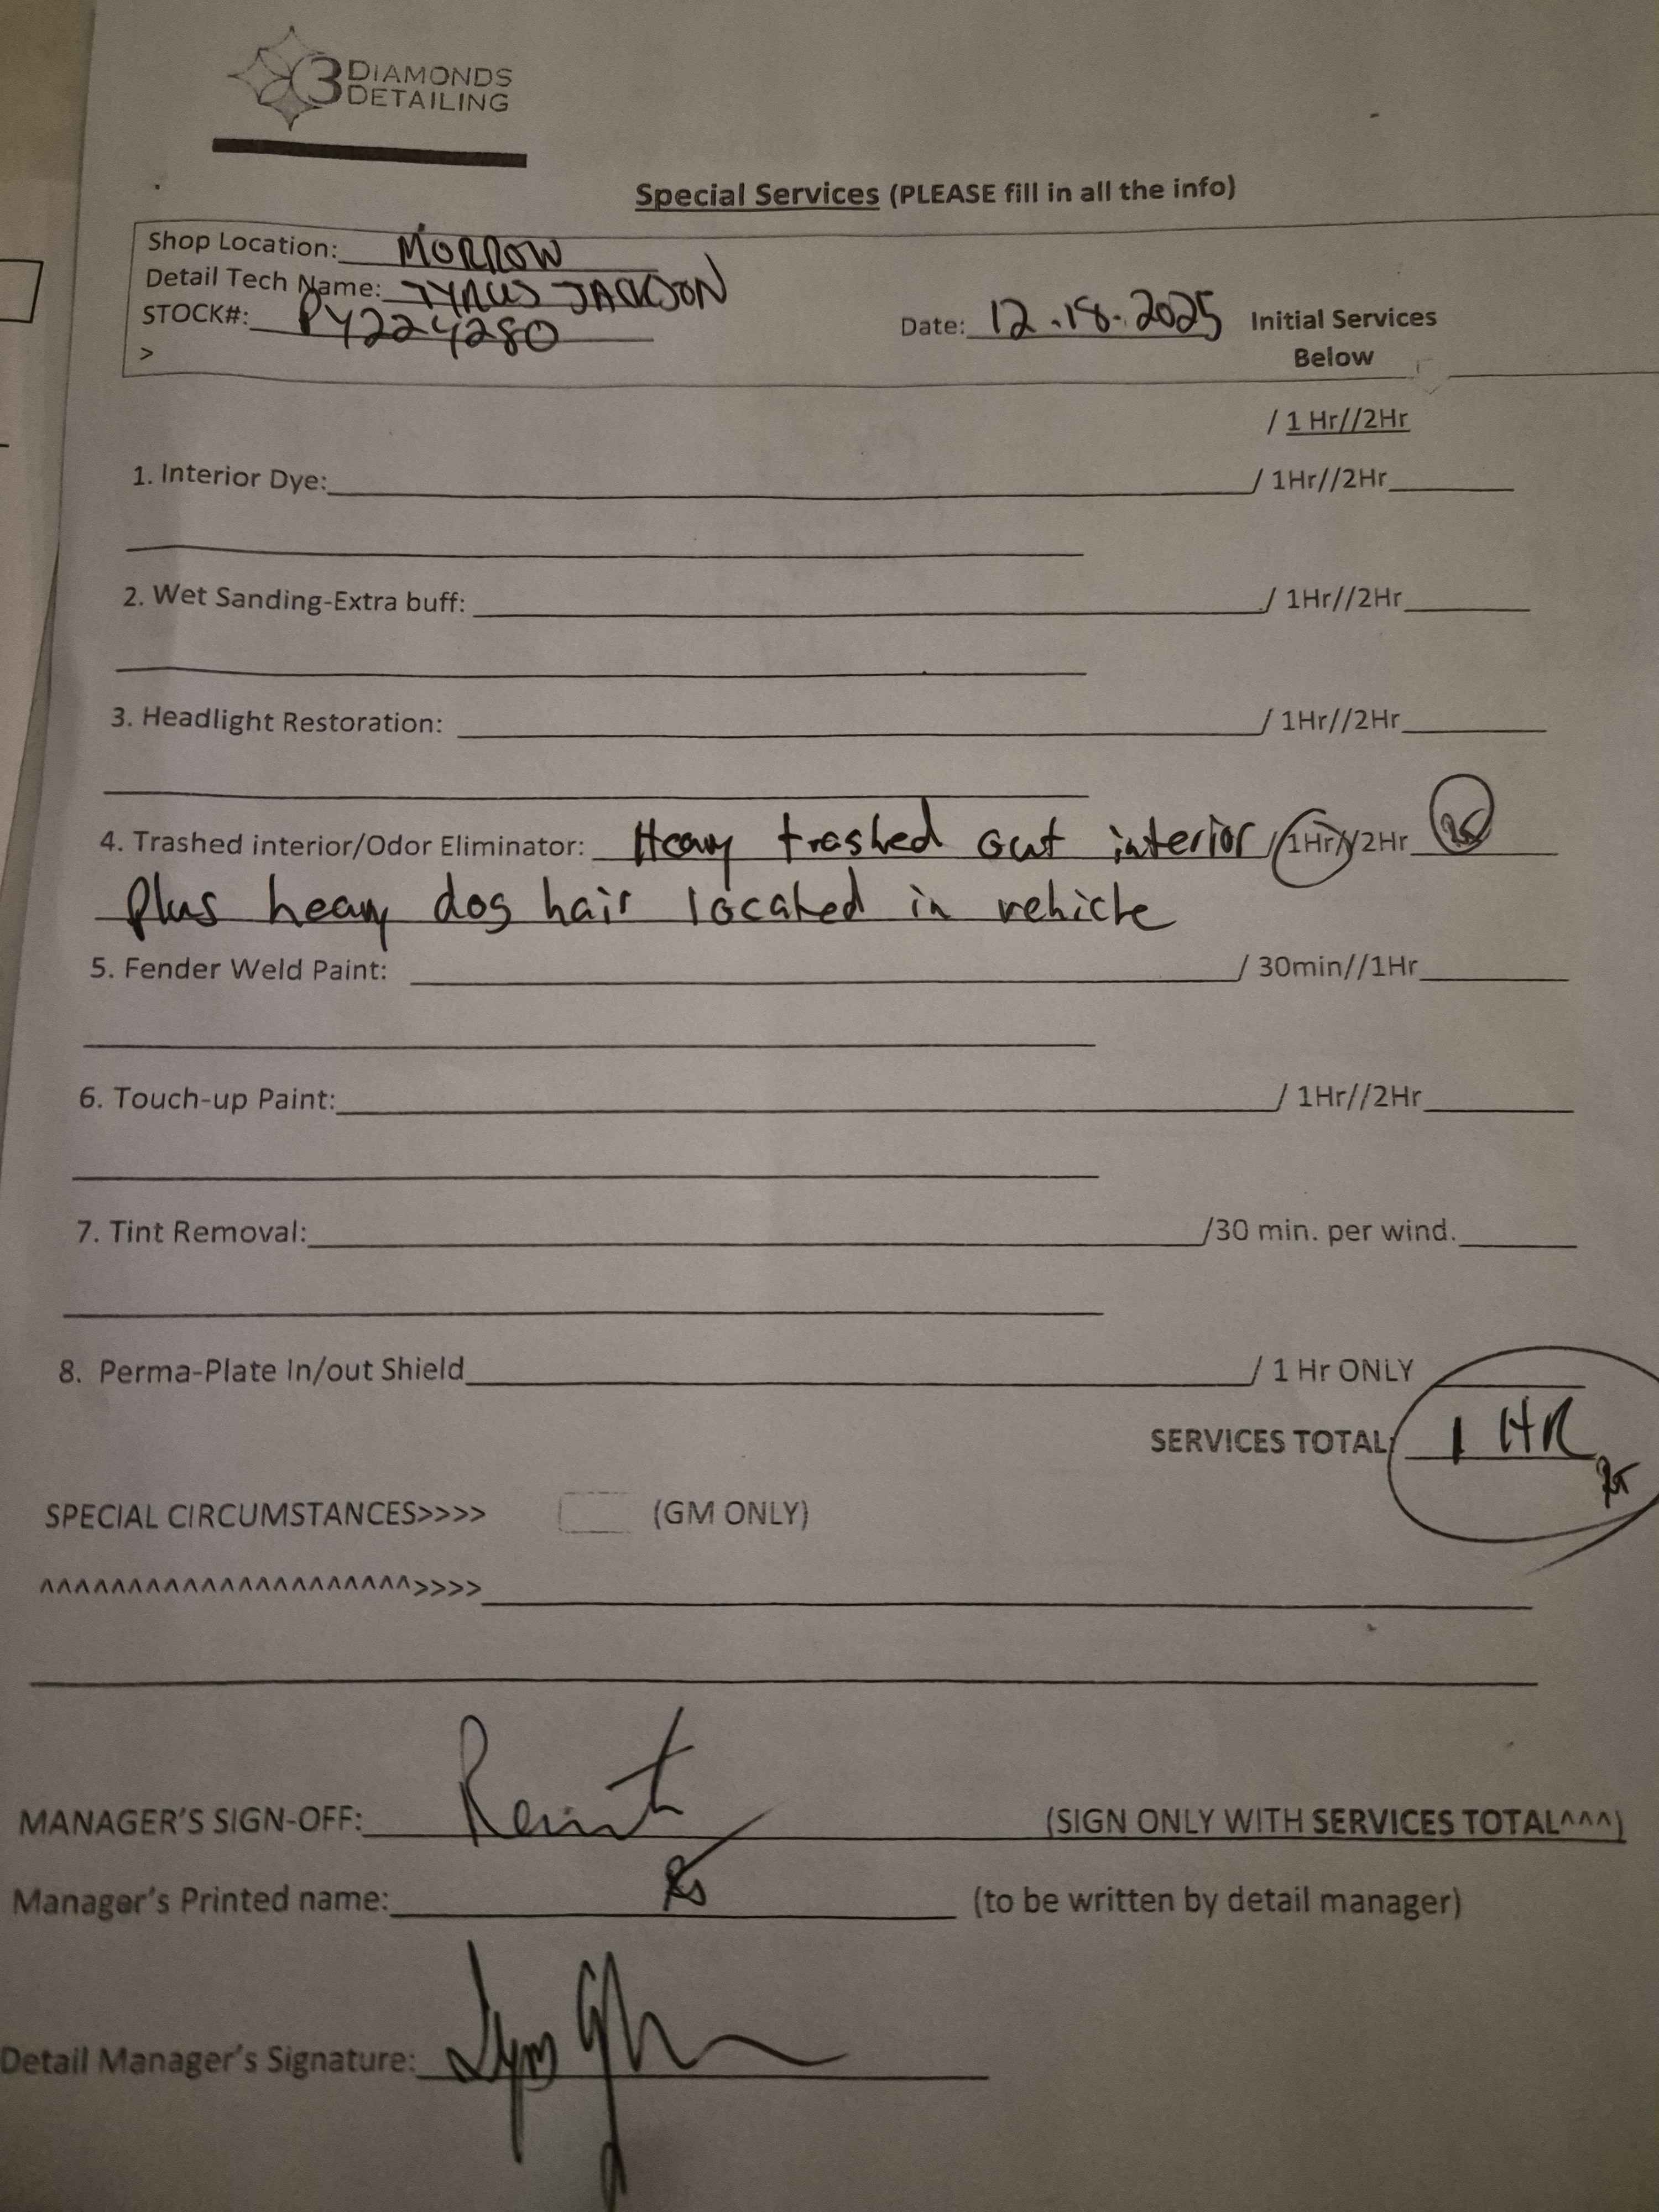 3 DIAMONDS
DETAILING
Special Services (PLEASE fill in all the info)
Shop Location: MORROW
Detail Tech Name: TYRUS JACKSON
STOCK#: PY224280
Date: 12.18.2025 Initial Services
Below
>
/ 1 Hr//2Hr
1. Interior Dye: / 1Hr//2Hr
2. Wet Sanding-Extra buff: / 1Hr//2Hr
3. Headlight Restoration: / 1Hr//2Hr
4. Trashed interior/Odor Eliminator: Heavy trashed out interior / 1Hr//2Hr
Plus heavy dog hair located in vehicle
5. Fender Weld Paint: / 30min//1Hr
6. Touch-up Paint: / 1Hr//2Hr
7. Tint Removal: /30 min. per wind.
8. Perma-Plate In/out Shield / 1 Hr ONLY
SERVICES TOTAL: 1 HR
SPECIAL CIRCUMSTANCES>>>> (GM ONLY)
^^^^^^^^^^^^^^^^^^^^^>>>>
MANAGER'S SIGN-OFF: (SIGN ONLY WITH SERVICES TOTAL^^^)
Manager's Printed name: (to be written by detail manager)
Detail Manager's Signature: